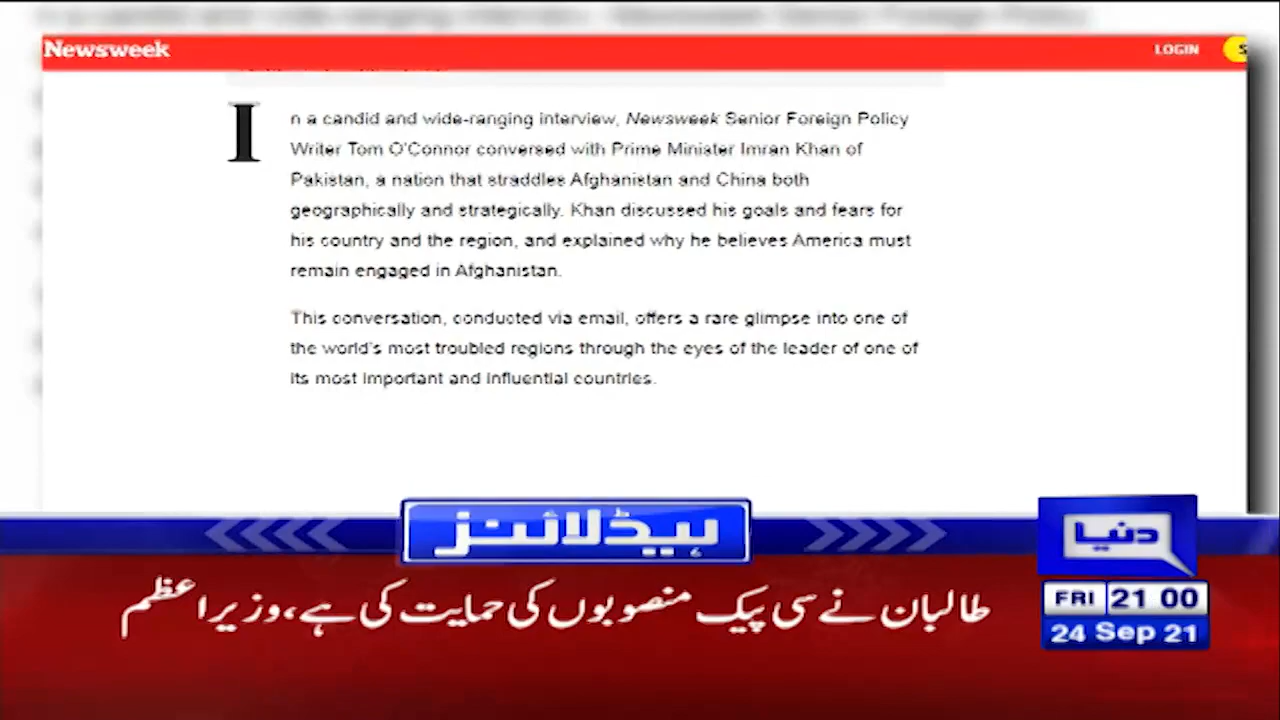 Newsweek
LOGIN
S
In a candid and wide-ranging interview, Newsweek Senior Foreign Policy
Writer Tom O'Connor conversed with Prime Minister Imran Khan of
Pakistan, a nation that straddles Afghanistan and China both
geographically and strategically. Khan discussed his goals and fears for
his country and the region, and explained why he believes America must
remain engaged in Afghanistan.
This conversation, conducted via email, offers a rare glimpse into one of
the world's most troubled regions through the eyes of the leader of one of
its most important and influential countries.
ہیڈلائنز
دنیا
طالبان نے سی پیک منصوبوں کی حمایت کی ہے، وزیراعظم
FRI 21 00
24 Sep 21